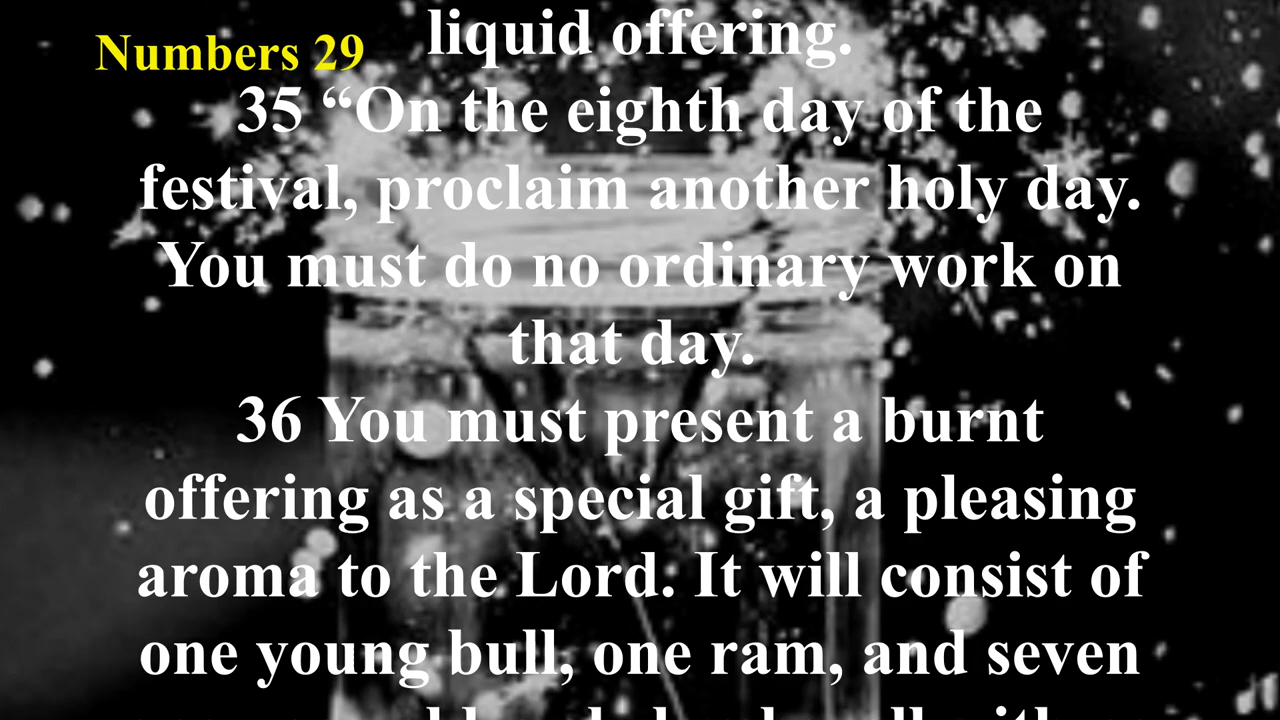 liquid offering.
Numbers 29
35 “On the eighth day of the
festival, proclaim another holy day.
You must do no ordinary work on
that day.
36 You must present a burnt
offering as a special gift, a pleasing
aroma to the Lord. It will consist of
one young bull, one ram, and seven